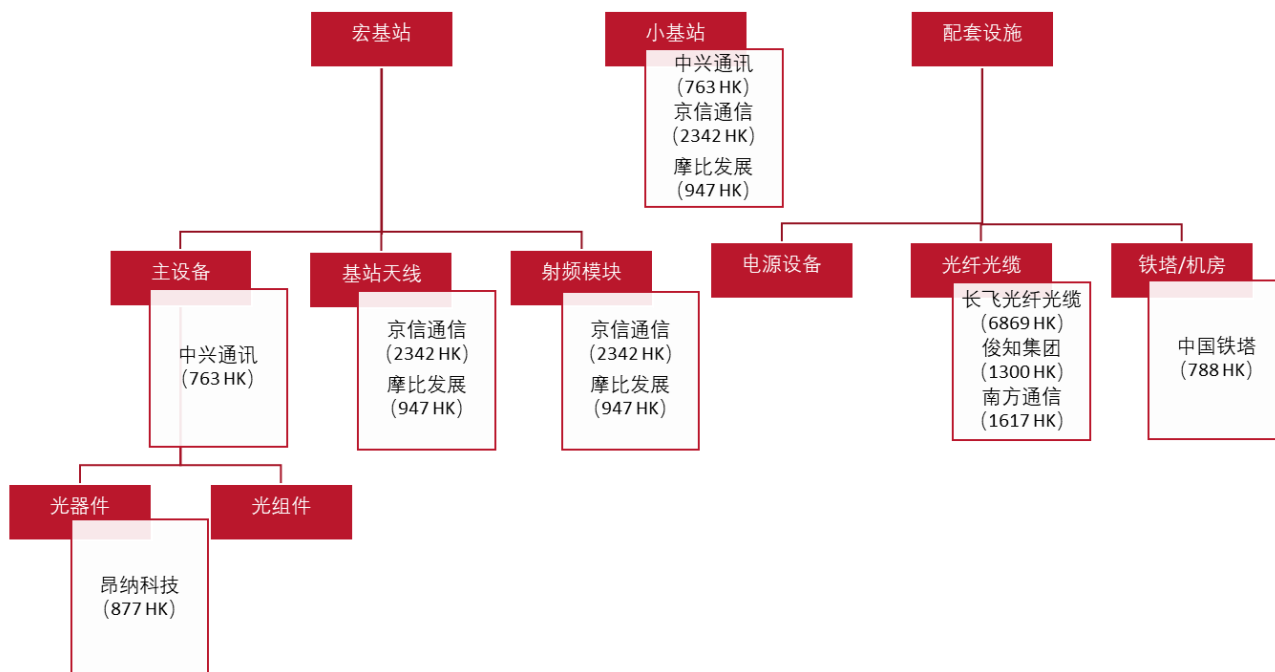 宏基站
小基站
配套设施
中兴通讯
(763 HK)
京信通信
(2342 HK)
摩比发展
(947 HK)
主设备
基站天线
射频模块
电源设备
光纤光缆
铁塔/机房
中兴通讯
(763 HK)
京信通信
(2342 HK)
摩比发展
(947 HK)
京信通信
(2342 HK)
摩比发展
(947 HK)
长飞光纤光缆
(6869 HK)
俊知集团
(1300 HK)
南方通信
(1617 HK)
中国铁塔
(788 HK)
光器件
光组件
昂纳科技
(877 HK)